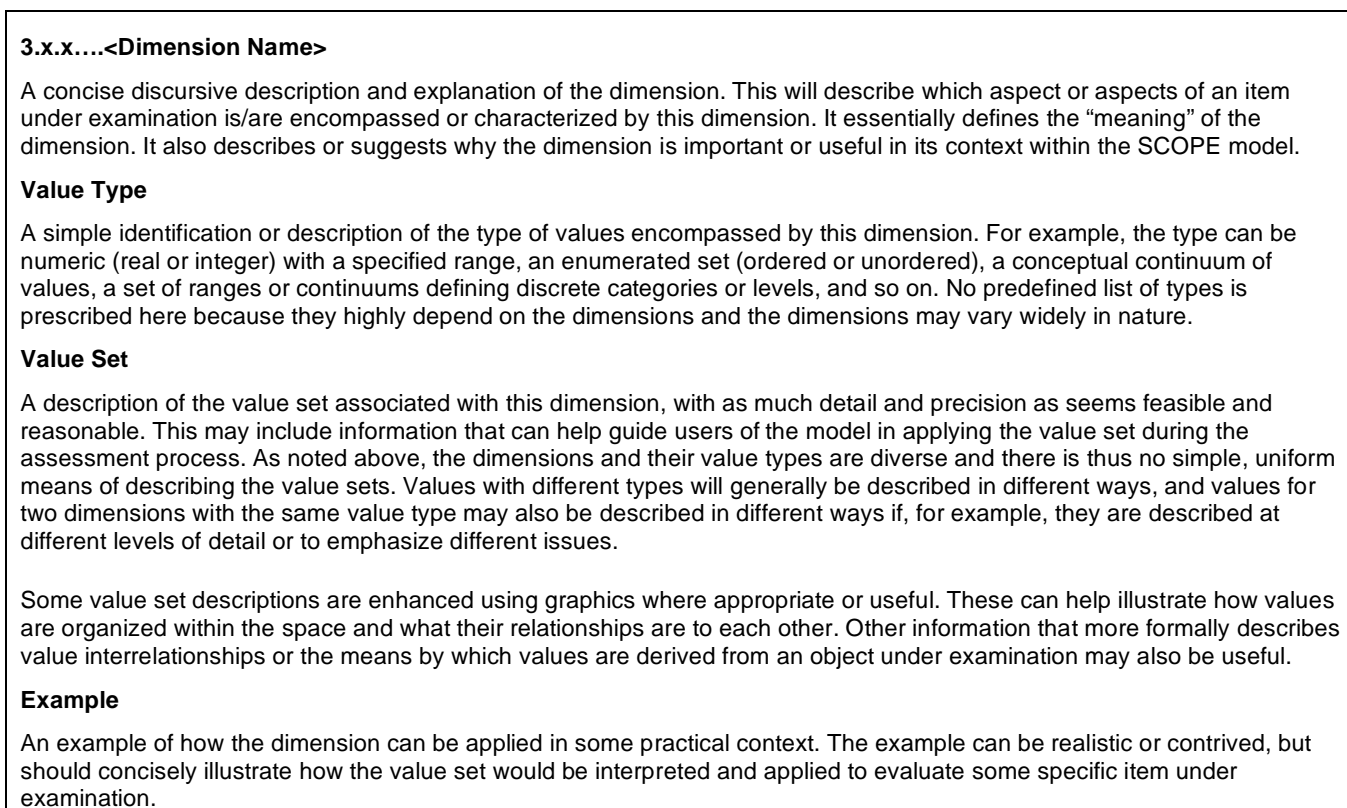 3.x.x….<Dimension Name>
A concise discursive description and explanation of the dimension. This will describe which aspect or aspects of an item
under examination is/are encompassed or characterized by this dimension. It essentially defines the “meaning” of the
dimension. It also describes or suggests why the dimension is important or useful in its context within the SCOPE model.
Value Type
A simple identification or description of the type of values encompassed by this dimension. For example, the type can be
numeric (real or integer) with a specified range, an enumerated set (ordered or unordered), a conceptual continuum of
values, a set of ranges or continuums defining discrete categories or levels, and so on. No predefined list of types is
prescribed here because they highly depend on the dimensions and the dimensions may vary widely in nature.
Value Set
A description of the value set associated with this dimension, with as much detail and precision as seems feasible and
reasonable. This may include information that can help guide users of the model in applying the value set during the
assessment process. As noted above, the dimensions and their value types are diverse and there is thus no simple, uniform
means of describing the value sets. Values with different types will generally be described in different ways, and values for
two dimensions with the same value type may also be described in different ways if, for example, they are described at
different levels of detail or to emphasize different issues.
Some value set descriptions are enhanced using graphics where appropriate or useful. These can help illustrate how values
are organized within the space and what their relationships are to each other. Other information that more formally describes
value interrelationships or the means by which values are derived from an object under examination may also be useful.
Example
An example of how the dimension can be applied in some practical context. The example can be realistic or contrived, but
should concisely illustrate how the value set would be interpreted and applied to evaluate some specific item under
examination.